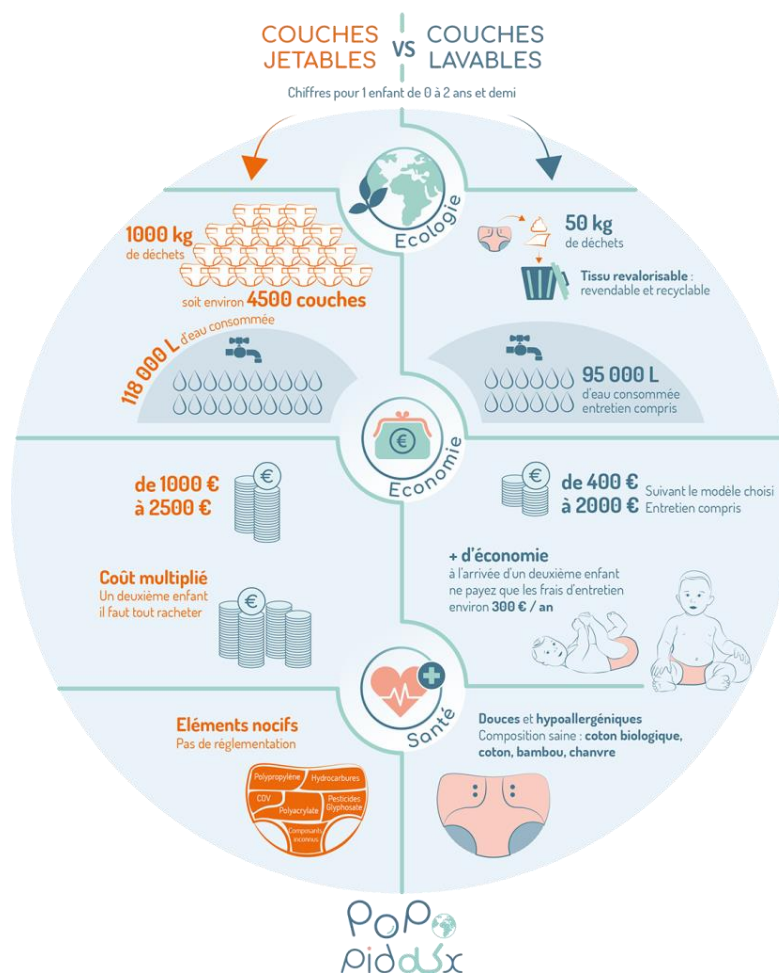 COUCHES
JETABLES
VS
COUCHES
LAVABLES
Chiffres pour 1 enfant de 0 à 2 ans et demi
Ecologie
1000 kg
de déchets
soit environ 4500 couches
118 000 L d'eau consommée
50 kg
de déchets
Tissu revalorisable :
revendable et recyclable
95 000 L
d'eau consommée
entretien compris
Economie
de 1000 €
à 2500 €
€
Coût multiplié
Un deuxième enfant
il faut tout racheter
€
€
€
de 400 €
à 2000 €
Suivant le modèle choisi
Entretien compris
+ d'économie
à l'arrivée d'un deuxième enfant
ne payez que les frais d'entretien
environ 300 € / an
Santé
Eléments nocifs
Pas de réglementation
Polypropylène
Hydrocarbures
COV
Polyacrylate
Pesticides
Glyphosate
Composants
inconnus
Douces et hypoallergéniques
Composition saine : coton biologique,
coton, bambou, chanvre
PoPo
pidoux